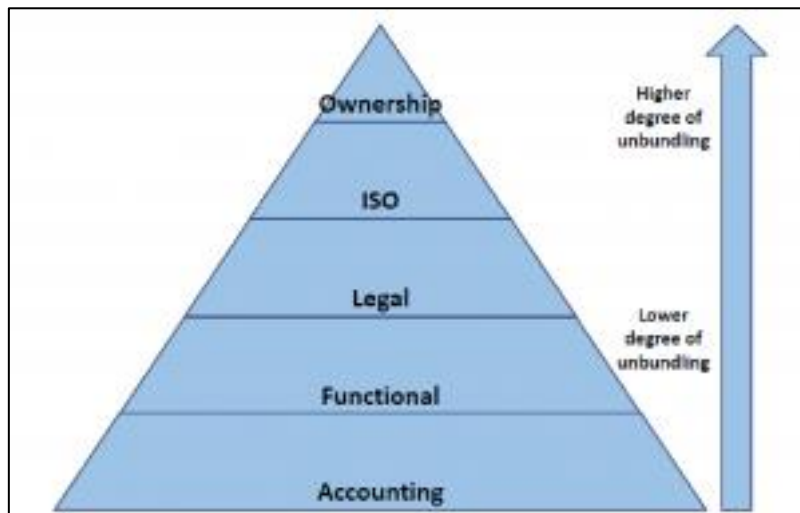 Ownership
Higher
degree of
unbundling
ISO
Legal
Lower
degree of
unbundling
Functional
Accounting